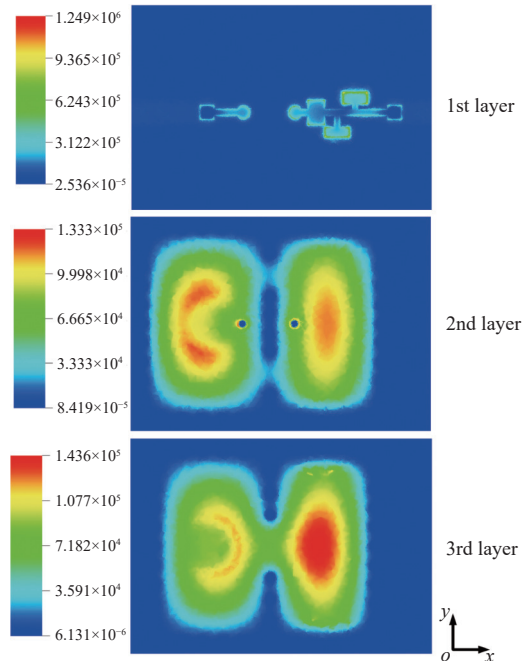 1.249×10⁶
9.365×10⁵
6.243×10⁵
3.122×10⁵
2.536×10⁻⁵
1st layer
1.333×10⁵
9.998×10⁴
6.665×10⁴
3.333×10⁴
8.419×10⁻⁵
2nd layer
1.436×10⁵
1.077×10⁵
7.182×10⁴
3.591×10⁴
6.131×10⁻⁶
3rd layer
y
o
x